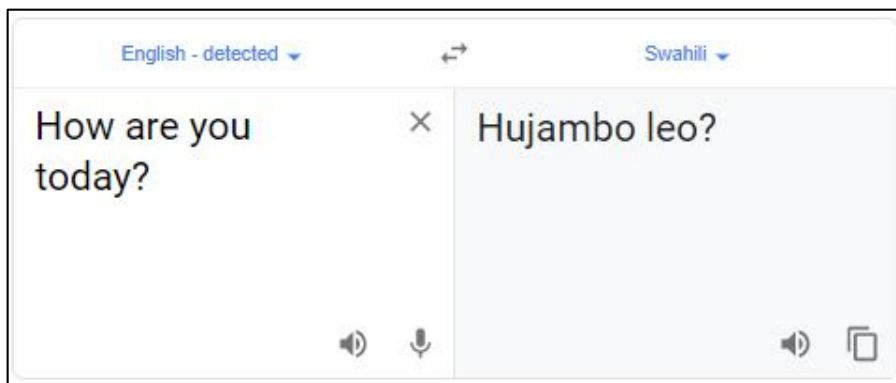 English - detected
Swahili
How are you
today?
Hujambo leo?